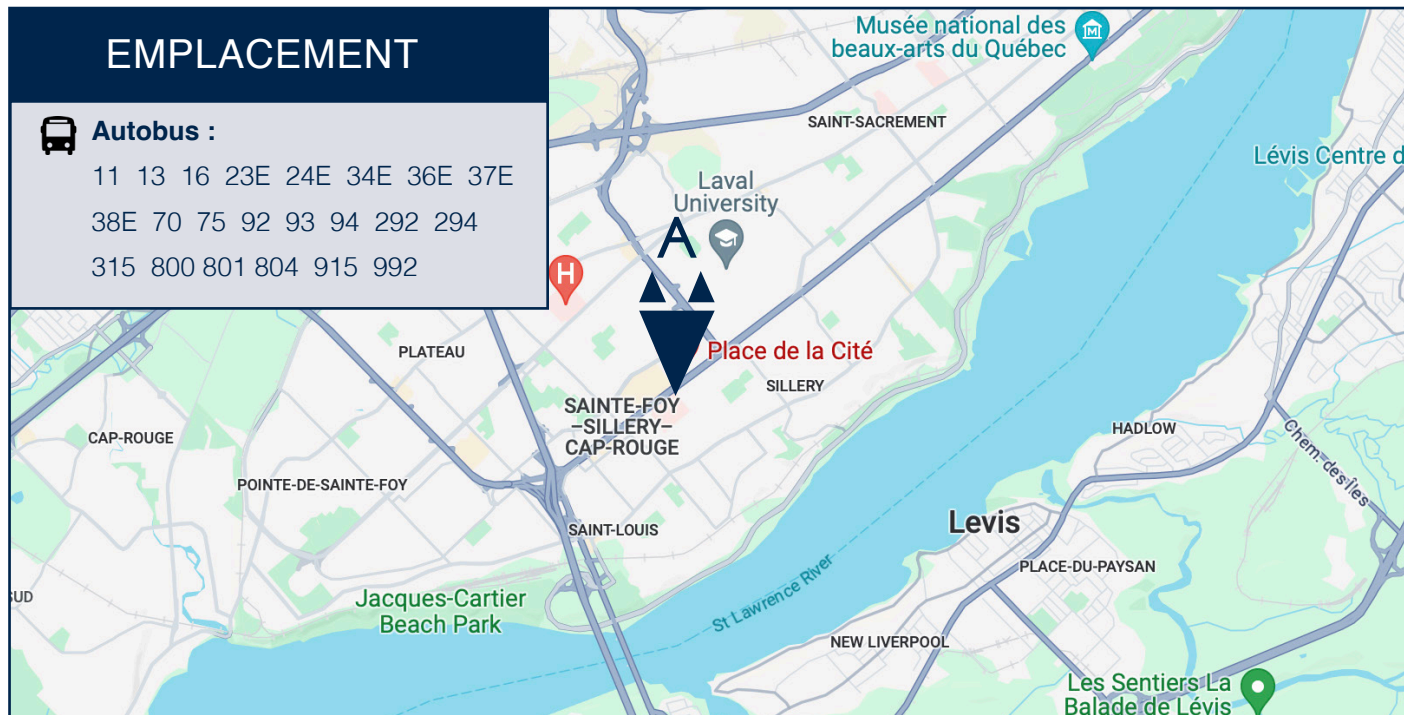 EMPLACEMENT
Autobus :
11 13 16 23E 24E 34E 36E 37E
38E 70 75 92 93 94 292 294
315 800 801 804 915 992
Musée national des
beaux-arts du Québec
SAINT-SACREMENT
Lévis Centre d
Laval
University
A
H
Place de la Cité
PLATEAU
SILLERY
SAINTE-FOY
–SILLERY–
CAP-ROUGE
CAP-ROUGE
HADLOW
Chem. des Îles
POINTE-DE-SAINTE-FOY
SAINT-LOUIS
Levis
PLACE-DU-PAYSAN
SUD
Jacques-Cartier
Beach Park
St Lawrence River
NEW LIVERPOOL
Les Sentiers La
Balade de Lévis